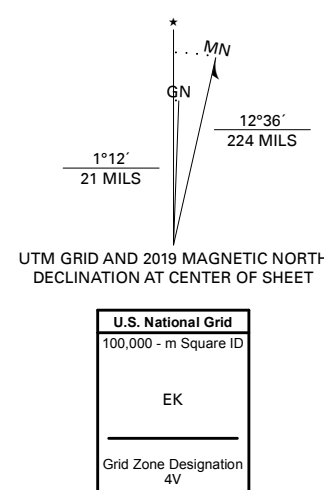 ★
MN
GN
12°36´
224 MILS
1°12´
21 MILS
UTM GRID AND 2019 MAGNETIC NORTH
DECLINATION AT CENTER OF SHEET
U.S. National Grid
100,000 - m Square ID
EK
Grid Zone Designation
4V